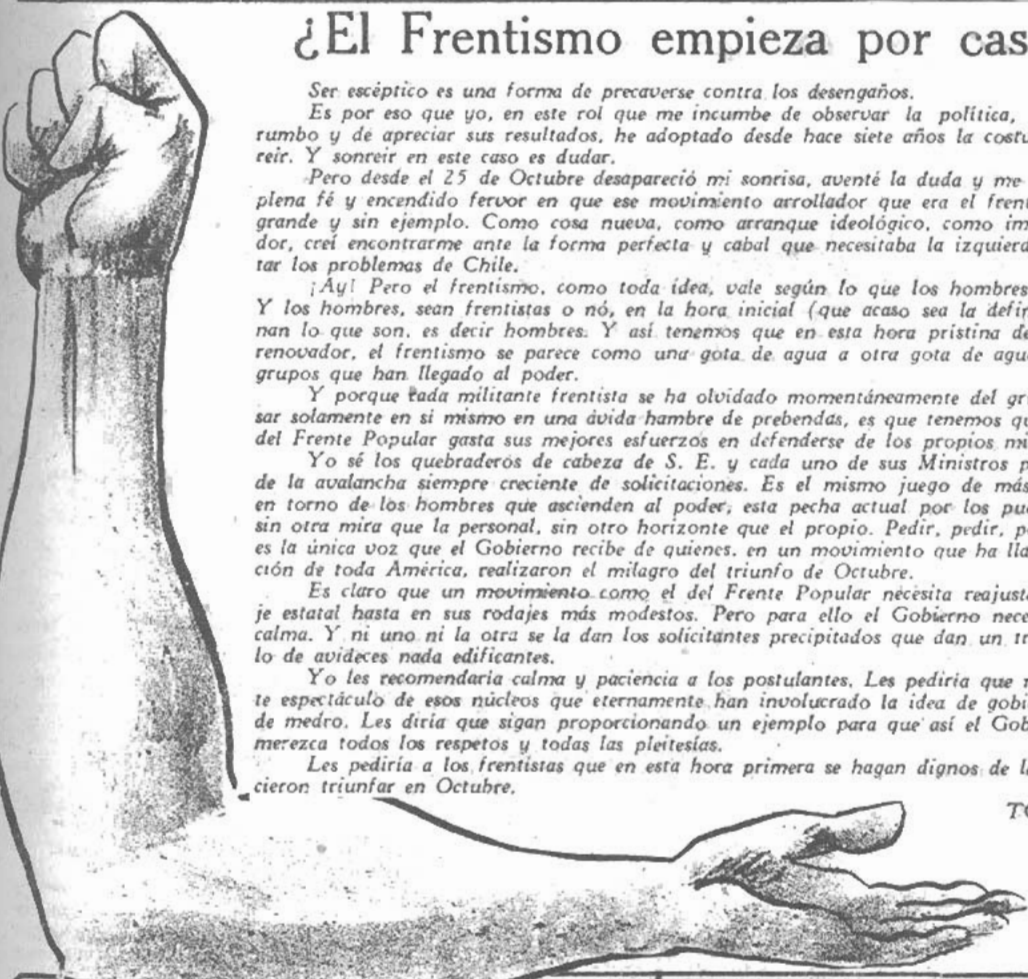 ¿El Frentismo empieza por cas
Ser escéptico es una forma de precaverse contra los desengaños.
Es por eso que yo, en este rol que me incumbe de observar la política,
rumbo y de apreciar sus resultados, he adoptado desde hace siete años la costu
reír. Y sonreir en este caso es dudar.
Pero desde el 25 de Octubre desapareció mi sonrisa, aventé la duda y me
plena fé y encendido fervor en que ese movimiento arrollador que era el frent
grande y sin ejemplo. Como cosa nueva, como arranque ideológico, como im
dor, creí encontrarme ante la forma perfecta y cabal que necesitaba la izquierd
tar los problemas de Chile.
¡Ay! Pero el frentismo, como toda idea, vale según lo que los hombres
Y los hombres, sean frentistas o nó, en la hora inicial (que acaso sea la defin
nan lo que son, es decir hombres. Y así tenemos que en esta hora prístina de
renovador, el frentismo se parece como una gota de agua a otra gota de agu
grupos que han llegado al poder.
Y porque cada militante frentista se ha olvidado momentáneamente del gr
sar solamente en sí mismo en una ávida hambre de prebendas, es que tenemos qu
del Frente Popular gasta sus mejores esfuerzos en defenderse de los propios mi
Yo sé los quebraderos de cabeza de S. E. y cada uno de sus Ministros p
de la avalancha siempre creciente de solicitaciones. Es el mismo juego de más
en torno de los hombres que ascienden al poder, esta pecha actual por los pu
sin otra mira que la personal, sin otro horizonte que el propio. Pedir, pedir, p
es la única voz que el Gobierno recibe de quienes, en un movimiento que ha lla
ción de toda América, realizaron el milagro del triunfo de Octubre.
Es claro que un movimiento como el del Frente Popular necesita reajust
je estatal hasta en sus rodajes más modestos. Pero para ello el Gobierno nece
calma. Y ni uno ni la otra se la dan los solicitantes precipitados que dan un tr
lo de avideces nada edificantes.
Yo les recomendaría calma y paciencia a los postulantes. Les pediría que
te espectáculo de esos núcleos que eternamente han involucrado la idea de gobi
de medro. Les diría que sigan proporcionando un ejemplo para que así el Gob
merezca todos los respetos y todas las pleitesías.
Les pediría a los frentistas que en esta hora primera se hagan dignos de l
cieron triunfar en Octubre.
TO